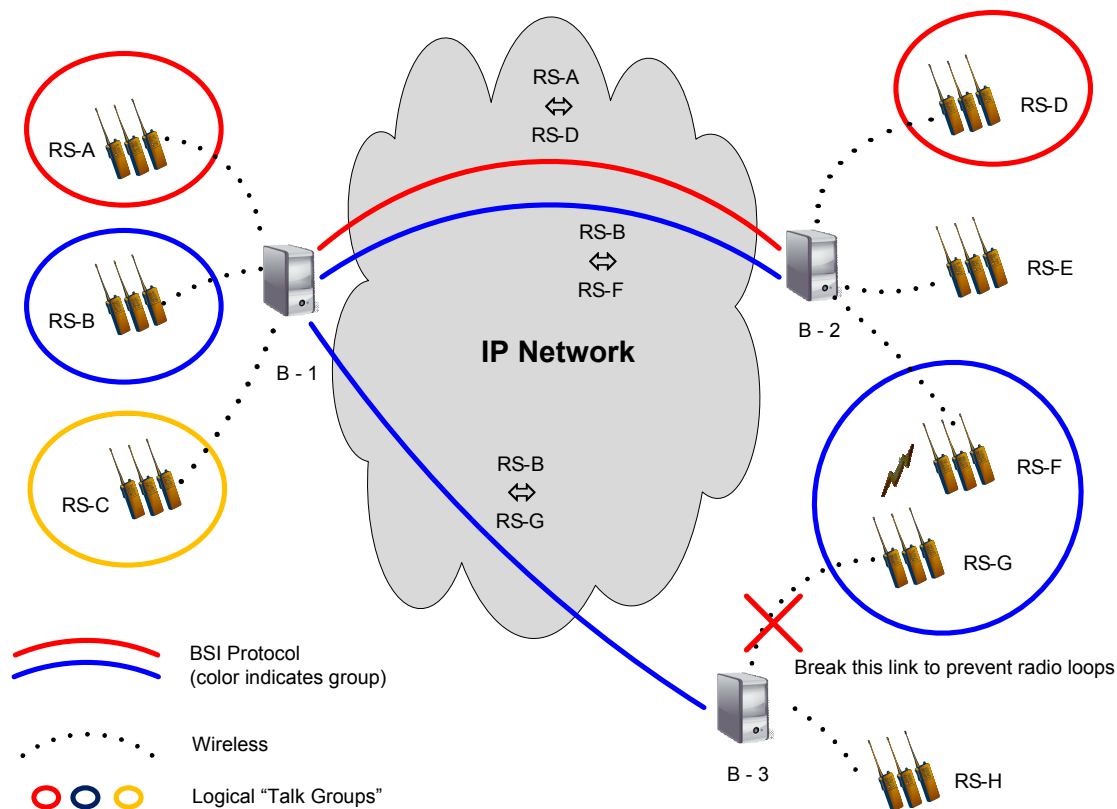 RS-A
RS-D
RS-A
RS-D
RS-B
RS-F
RS-E
RS-B
B - 1
B - 2
IP Network
RS-C
RS-B
RS-G
RS-F
RS-G
BSI Protocol
(color indicates group)
Break this link to prevent radio loops
Wireless
B - 3
RS-H
Logical “Talk Groups”